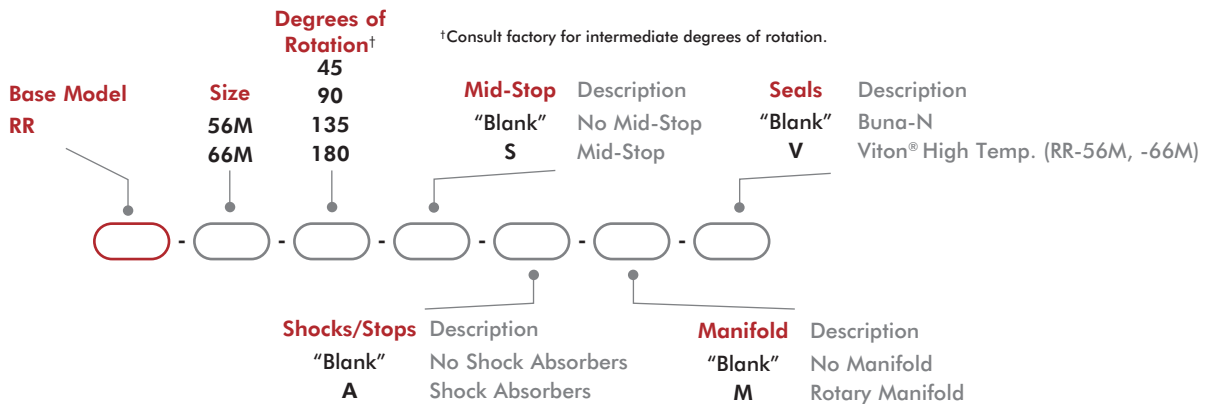 Degrees of
Rotation†
45
90
135
180
†Consult factory for intermediate degrees of rotation.
Base Model
RR
Size
56M
66M
Mid-Stop Description
"Blank" No Mid-Stop
S Mid-Stop
Seals Description
"Blank" Buna-N
V Viton® High Temp. (RR-56M, -66M)
- - - - - -
Shocks/Stops Description
"Blank" No Shock Absorbers
A Shock Absorbers
Manifold Description
"Blank" No Manifold
M Rotary Manifold